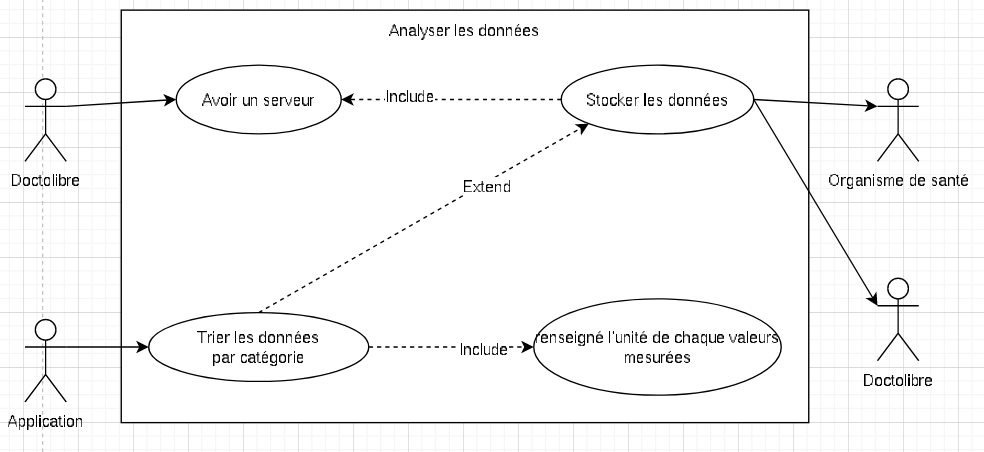 Analyser les données
Avoir un serveur
Include
Stocker les données
Doctolibre
Organisme de santé
Extend
Trier les données
par catégorie
Include
renseigné l'unité de chaque valeurs
mesurées
Doctolibre
Application